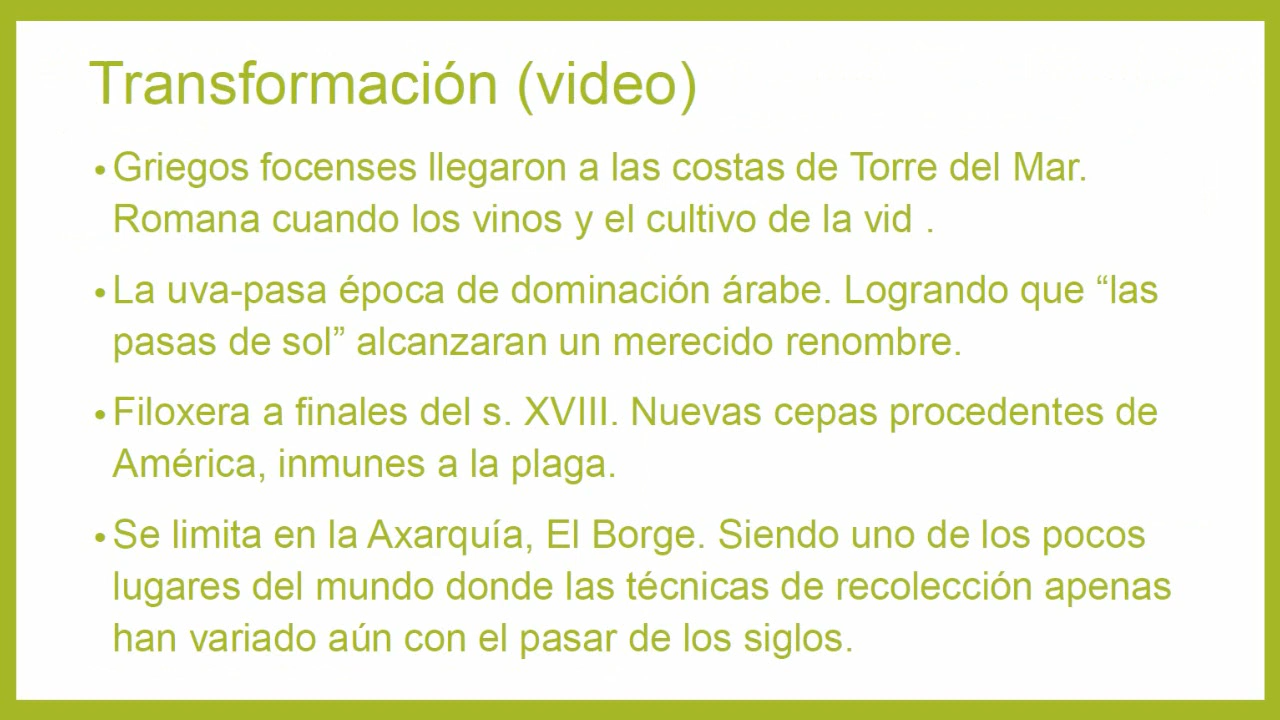 Transformación (video)
• Griegos focenses llegaron a las costas de Torre del Mar.
Romana cuando los vinos y el cultivo de la vid .
• La uva-pasa época de dominación árabe. Logrando que “las
pasas de sol” alcanzaran un merecido renombre.
• Filoxera a finales del s. XVIII. Nuevas cepas procedentes de
América, inmunes a la plaga.
• Se limita en la Axarquía, El Borge. Siendo uno de los pocos
lugares del mundo donde las técnicas de recolección apenas
han variado aún con el pasar de los siglos.